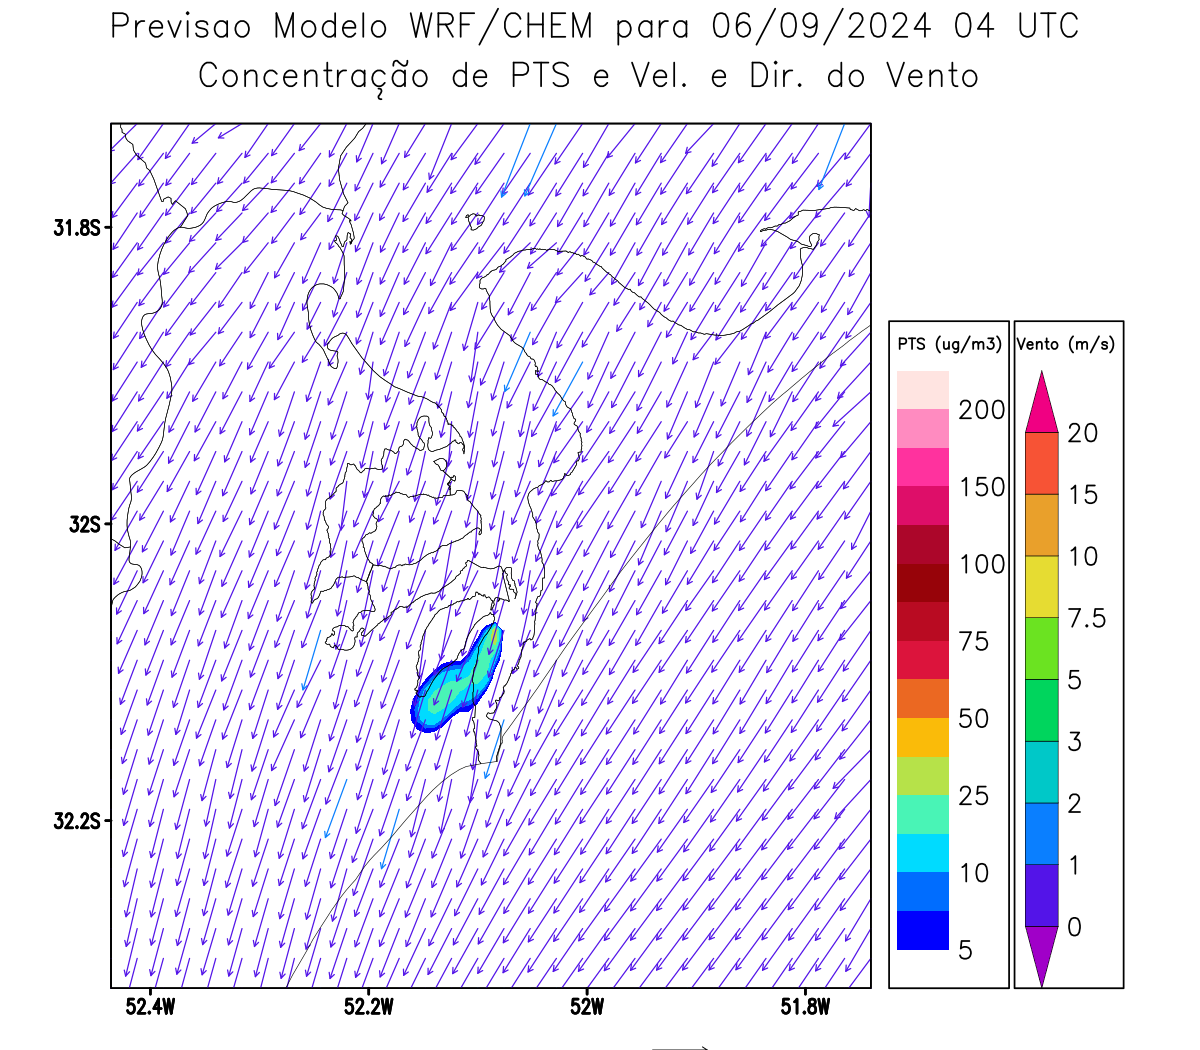 Previsao Modelo WRF/CHEM para 06/09/2024 04 UTC
Concentração de PTS e Vel. e Dir. do Vento
31.8S
32S
32.2S
52.4W
52.2W
52W
51.8W
PTS (ug/m3)
200
150
100
75
50
25
10
5
Vento (m/s)
20
15
10
7.5
5
3
2
1
0